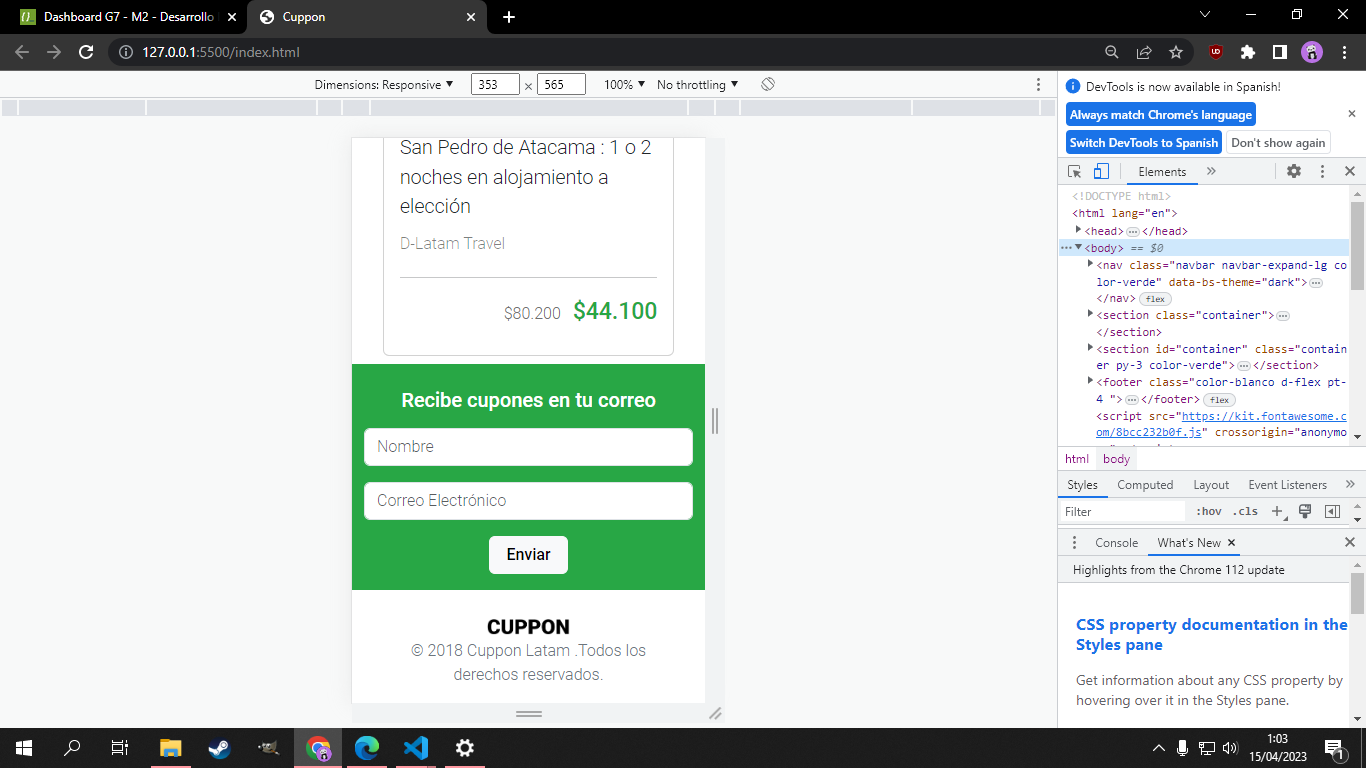 Dashboard G7 - M2 - Desarrollo
Cuppon
127.0.0.1:5500/index.html
Dimensions: Responsive
353 × 565
100%
No throttling
San Pedro de Atacama : 1 o 2
noches en alojamiento a
elección
D-Latam Travel
$80.200 $44.100
Recibe cupones en tu correo
Nombre
Correo Electrónico
Enviar
CUPPON
© 2018 Cuppon Latam .Todos los
derechos reservados.
DevTools is now available in Spanish!
Always match Chrome's language
Switch DevTools to Spanish Don't show again
Elements
<!DOCTYPE html>
<html lang="en">
<head> </head>
<body> == $0
<nav class="navbar navbar-expand-lg co
lor-verde" data-bs-theme="dark">
</nav> flex
<section class="container">
</section>
<section id="container" class="contain
er py-3 color-verde"> </section>
<footer class="color-blanco d-flex pt-
4 "> </footer> flex
<script src="https://kit.fontawesome.c
om/8bcc232b0f.js" crossorigin="anonymo
html body
Styles Computed Layout Event Listeners
Filter :hov .cls
Console What's New
Highlights from the Chrome 112 update
CSS property documentation in the
Styles pane
Get information about any CSS property by
hovering over it in the Styles pane.
1:03
15/04/2023
1